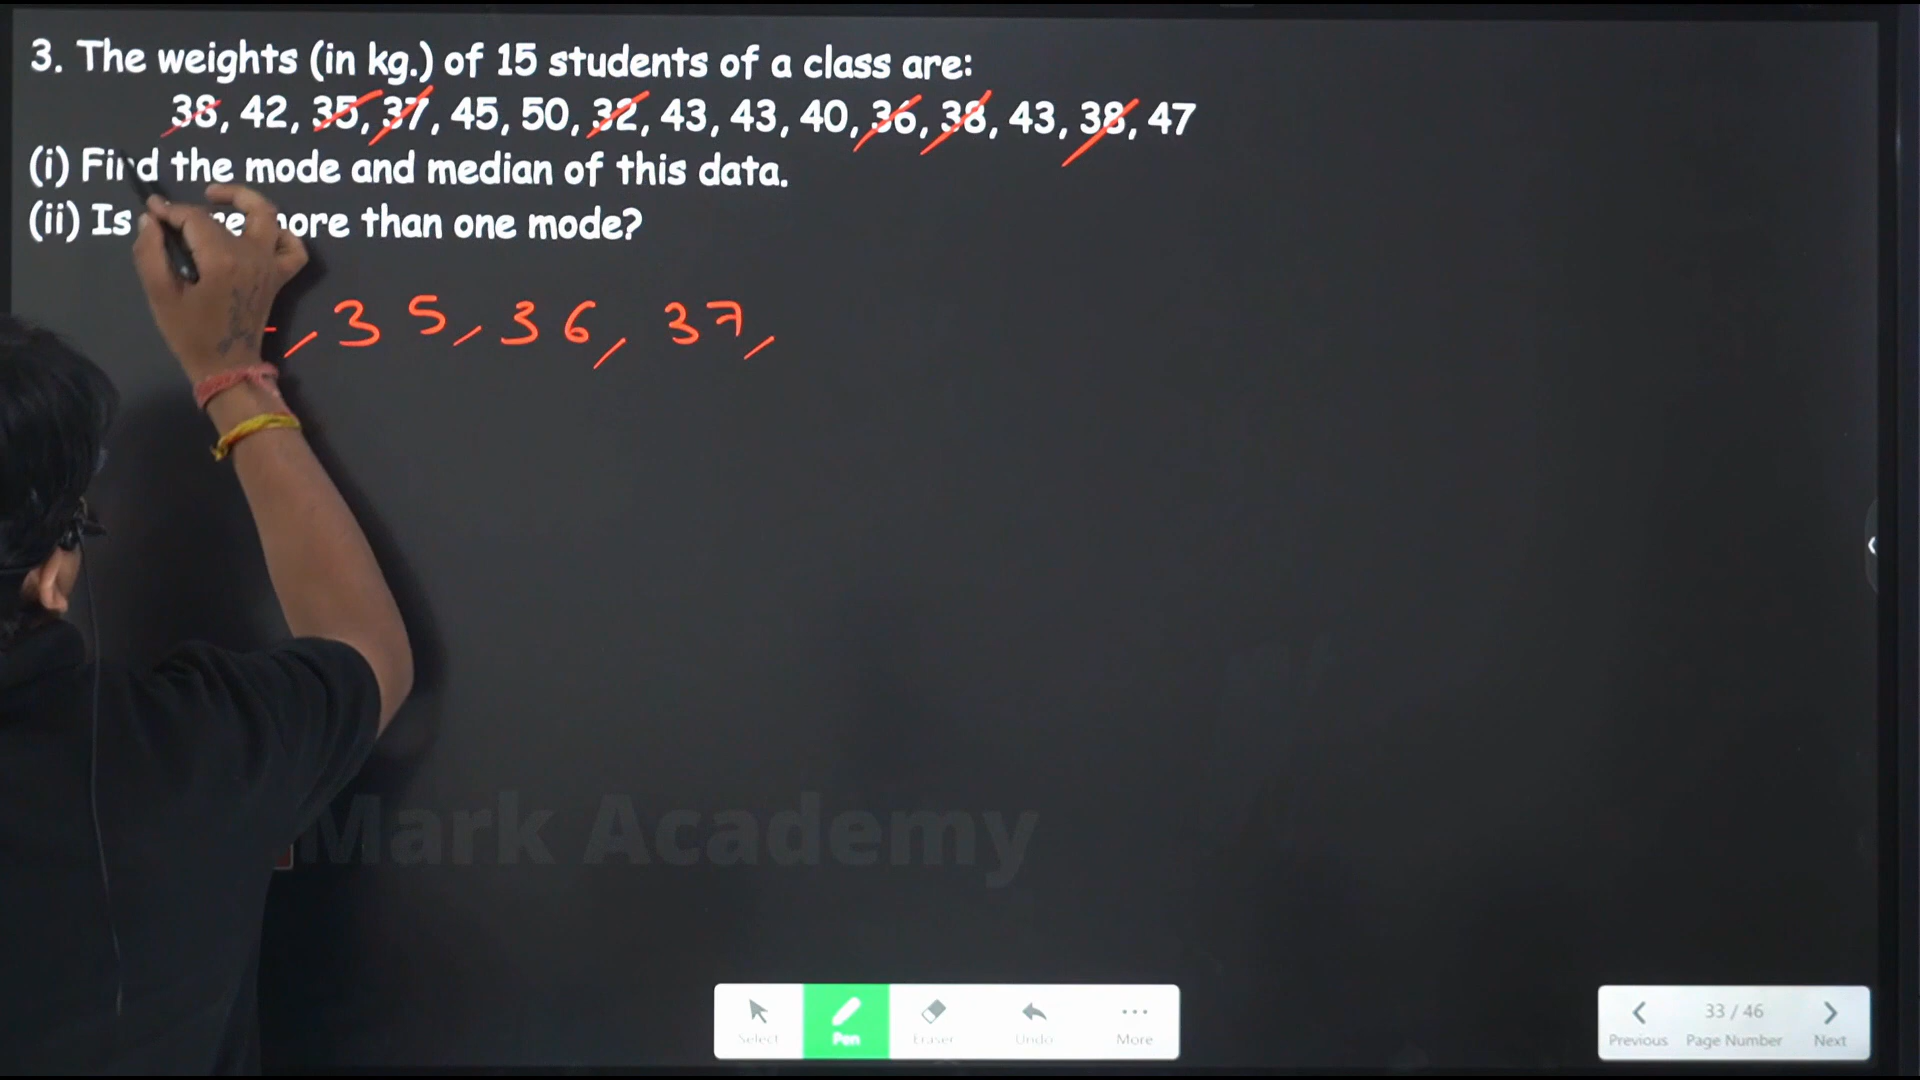 3. The weights (in kg.) of 15 students of a class are:
38, 42, 35, 37, 45, 50, 32, 43, 43, 40, 36, 38, 43, 38, 47
(i) Find the mode and median of this data.
(ii) Is more than one mode?
, 35, 36, 37,
Mark Academy
Select Pen Eraser Undo More
33 / 46
Previous Page Number Next